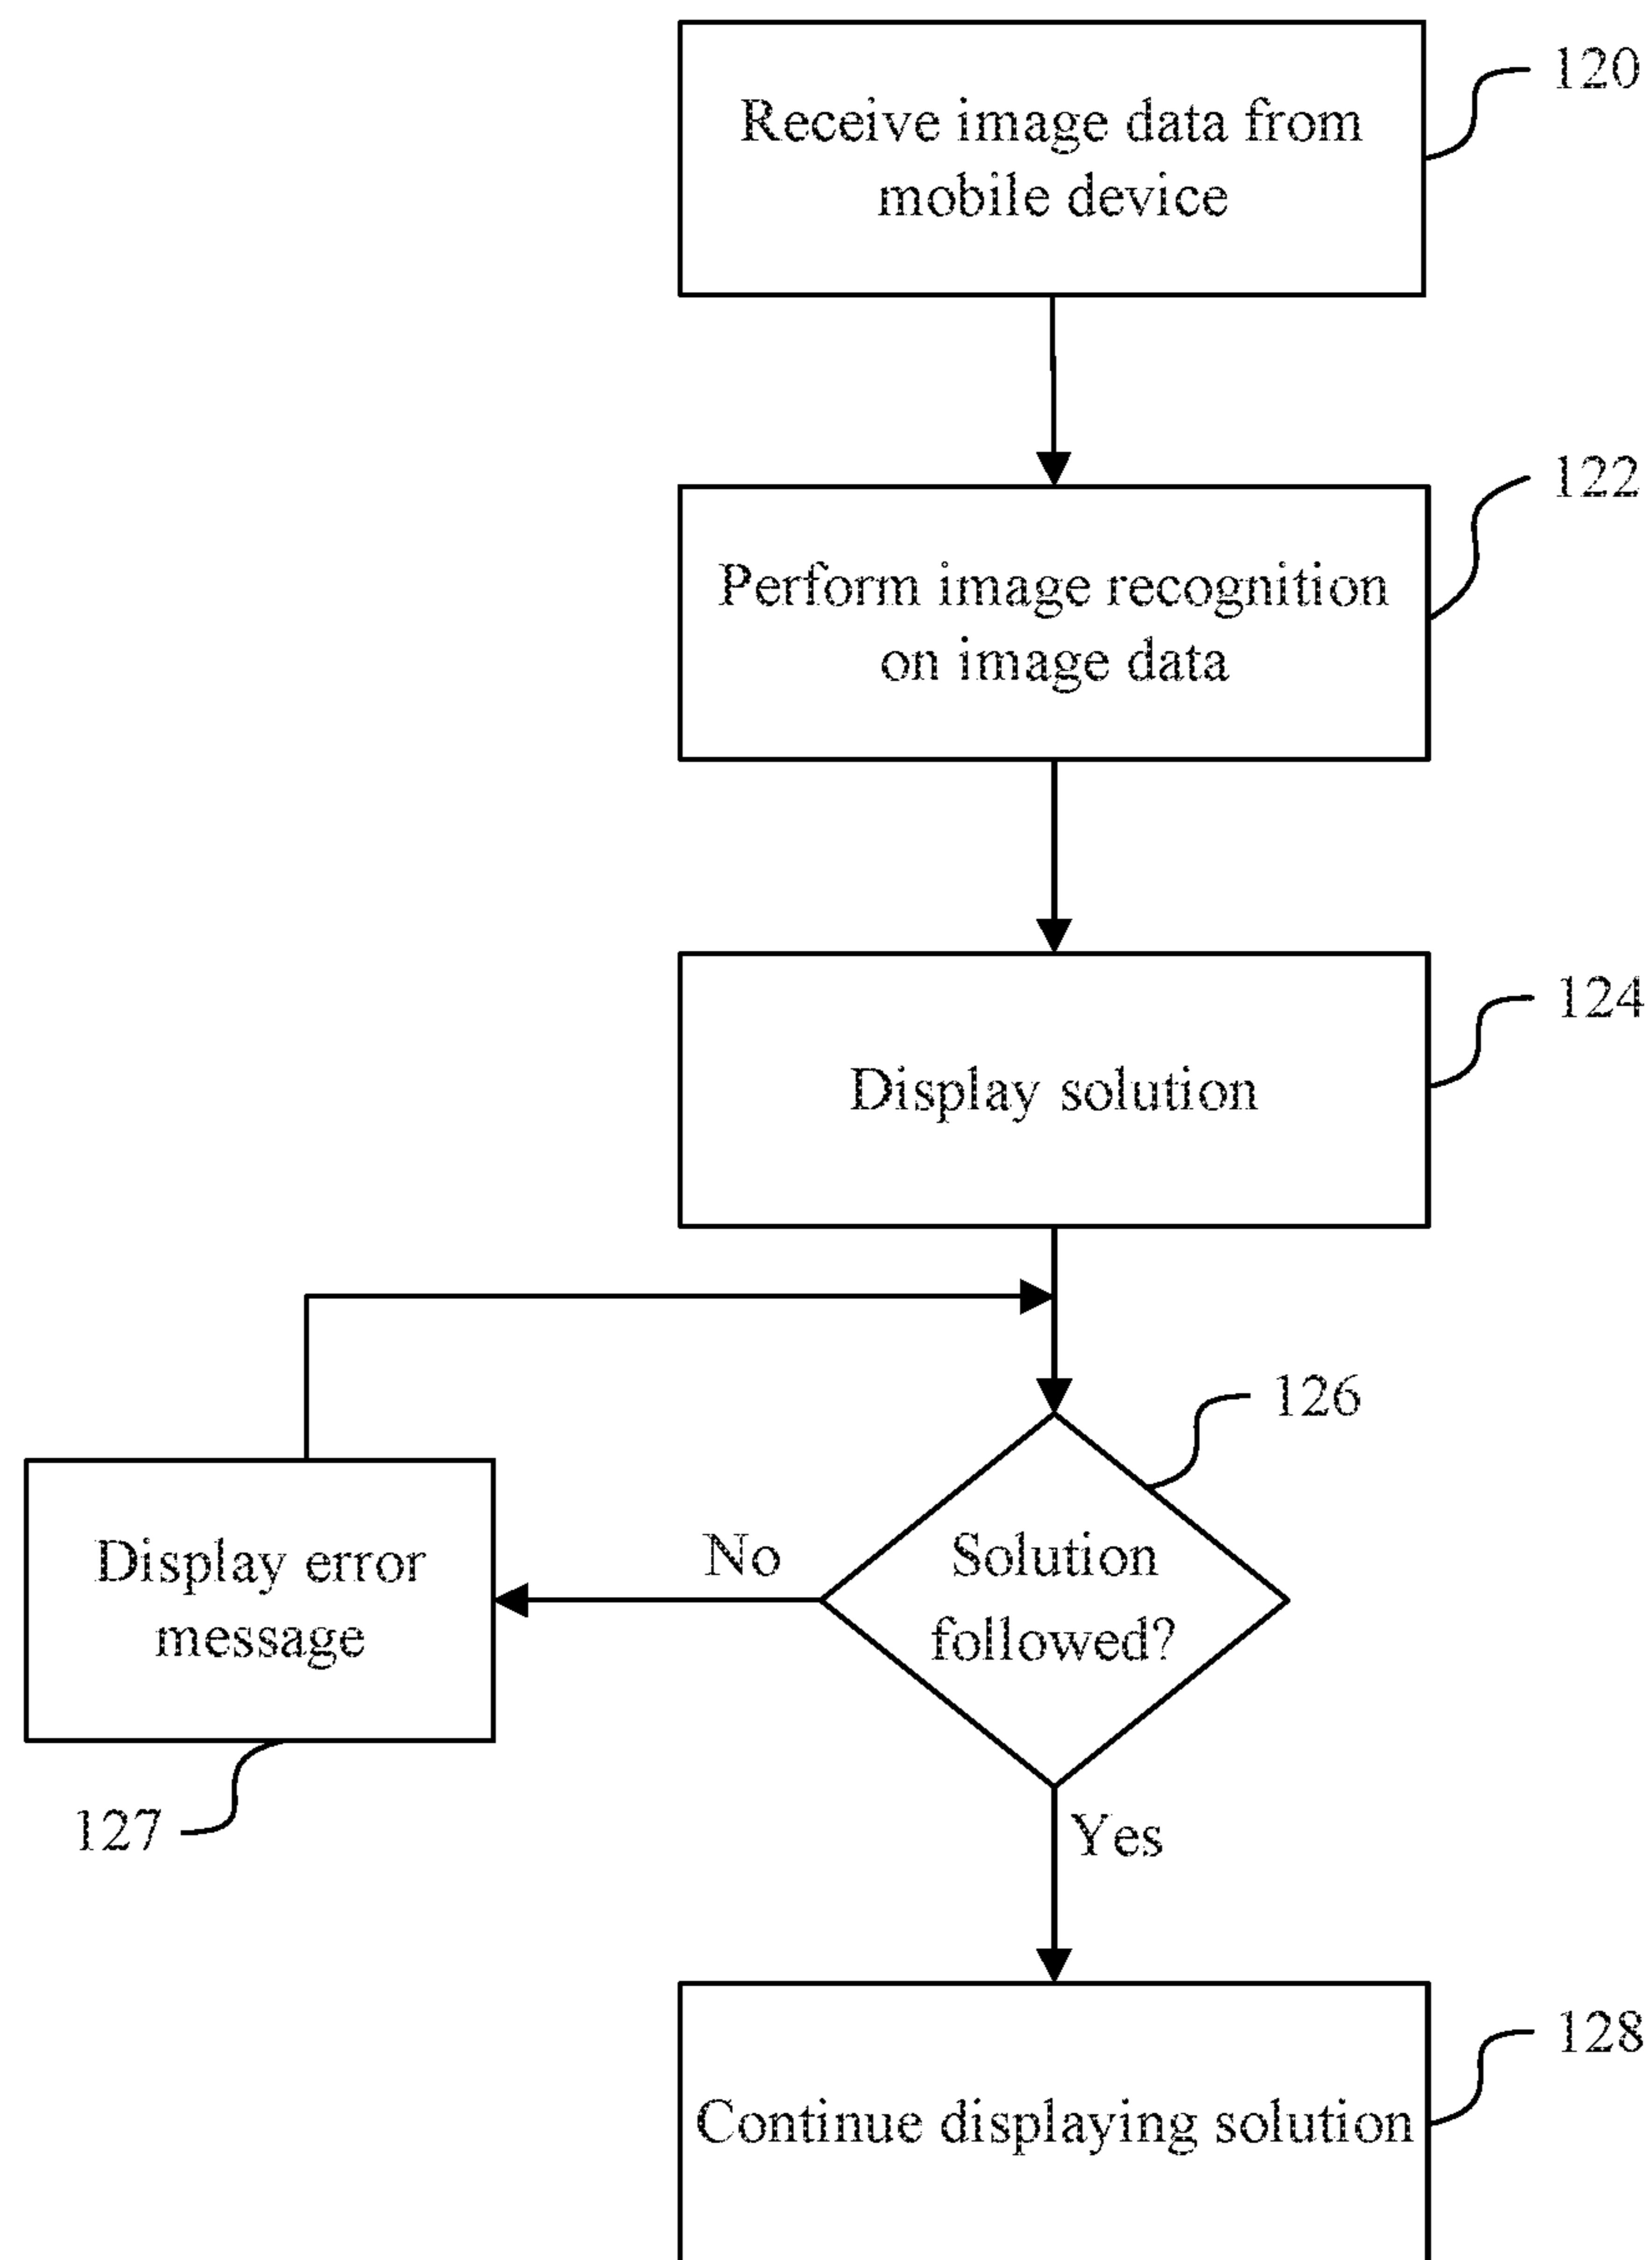 120
Receive image data from
mobile device
122
Perform image recognition
on image data
124
Display solution
126
Solution
followed?
No
Display error
message
127
Yes
128
Continue displaying solution